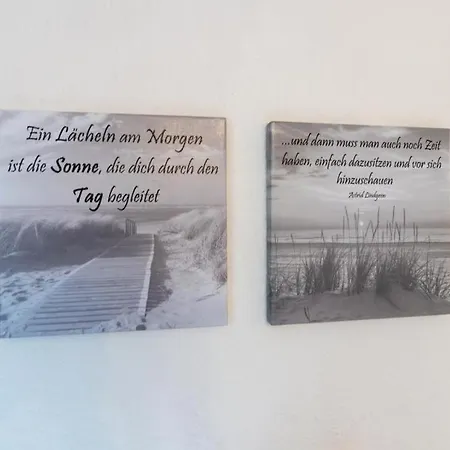 Ein Lächeln am Morgen
ist die Sonne, die dich durch den
Tag begleitet
...und dann muss man auch noch Zeit
haben, einfach dazusitzen und vor sich
hinzuschauen
Astrid Lindgren